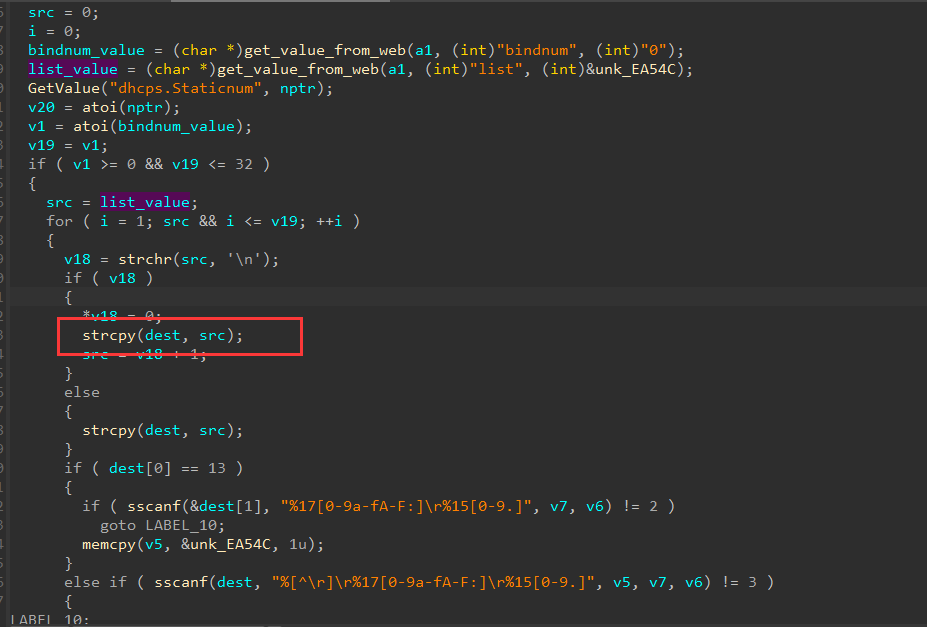 src = 0;
i = 0;
bindnum_value = (char *)get_value_from_web(a1, (int)"bindnum", (int)"0");
list_value = (char *)get_value_from_web(a1, (int)"list", (int)&unk_EA54C);
GetValue("dhcps.Staticnum", nptr);
v20 = atoi(nptr);
v1 = atoi(bindnum_value);
v19 = v1;
if ( v1 >= 0 && v19 <= 32 )
{
src = list_value;
for ( i = 1; src && i <= v19; ++i )
{
v18 = strchr(src, '\n');
if ( v18 )
{
*v18 = 0;
strcpy(dest, src);
src = v18 + 1;
}
else
{
strcpy(dest, src);
}
if ( dest[0] == 13 )
{
if ( sscanf(&dest[1], "%17[0-9a-fA-F:]\r%15[0-9.]", v7, v6) != 2 )
goto LABEL_10;
memcpy(v5, &unk_EA54C, 1u);
}
else if ( sscanf(dest, "%[^\r]\r%17[0-9a-fA-F:]\r%15[0-9.]", v5, v7, v6) != 3 )
{
LABEL_10: